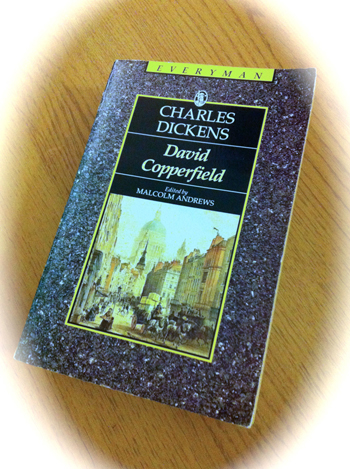 EVERYMAN
CHARLES
DICKENS
David
Copperfield
Edited by
MALCOLM ANDREWS